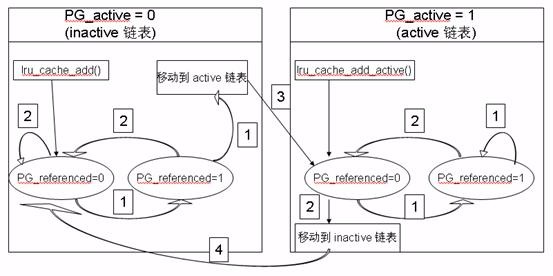 PG_active = 0
(inactive 链表)
PG_active = 1
(active 链表)
lru_cache_add()
移动到 active 链表
lru_cache_add_active()
3
2
2
1
2
1
PG_referenced=0
PG_referenced=1
PG_referenced=0
PG_referenced=1
1
2
1
移动到 inactive 链表
4